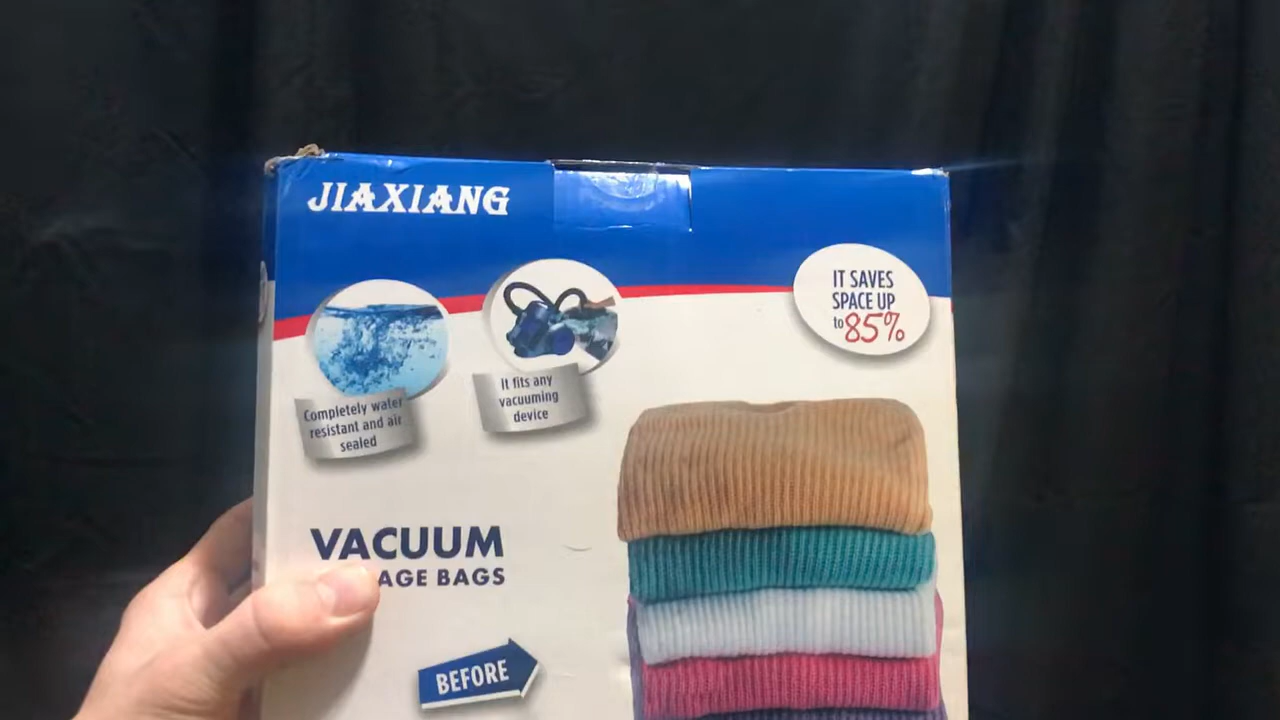 JIAXIANG
IT SAVES
SPACE UP
to 85%
Completely water
resistant and air
sealed
It fits any
vacuuming
device
VACUUM
AGE BAGS
BEFORE